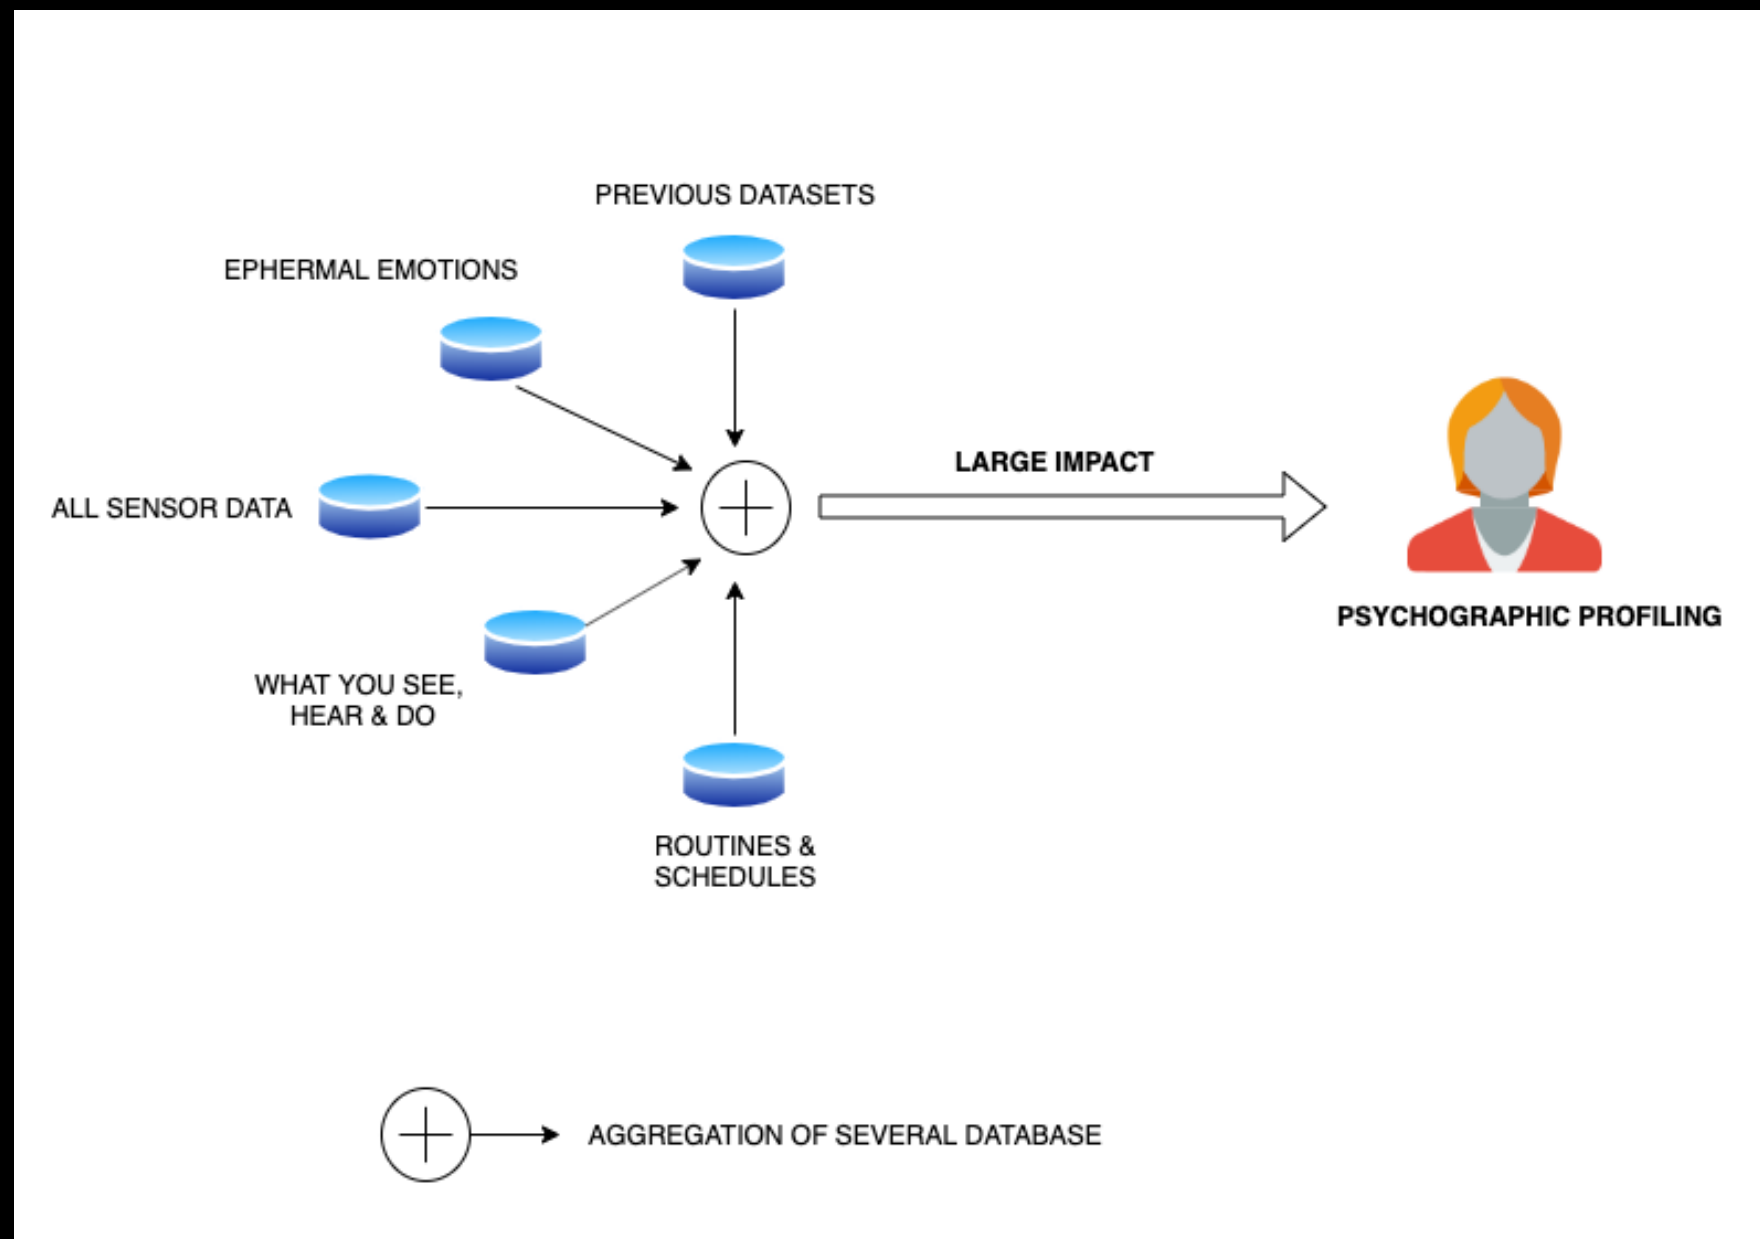 PREVIOUS DATASETS
EPHERMAL EMOTIONS
LARGE IMPACT
ALL SENSOR DATA
PSYCHOGRAPHIC PROFILING
WHAT YOU SEE,
HEAR & DO
ROUTINES &
SCHEDULES
AGGREGATION OF SEVERAL DATABASE